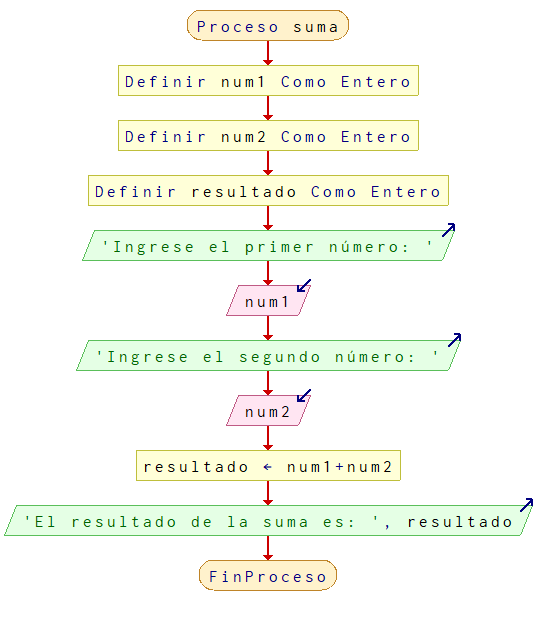 Proceso suma
Definir num1 Como Entero
Definir num2 Como Entero
Definir resultado Como Entero
'Ingrese el primer número: '
num1
'Ingrese el segundo número: '
num2
resultado ← num1+num2
'El resultado de la suma es: ', resultado
FinProceso